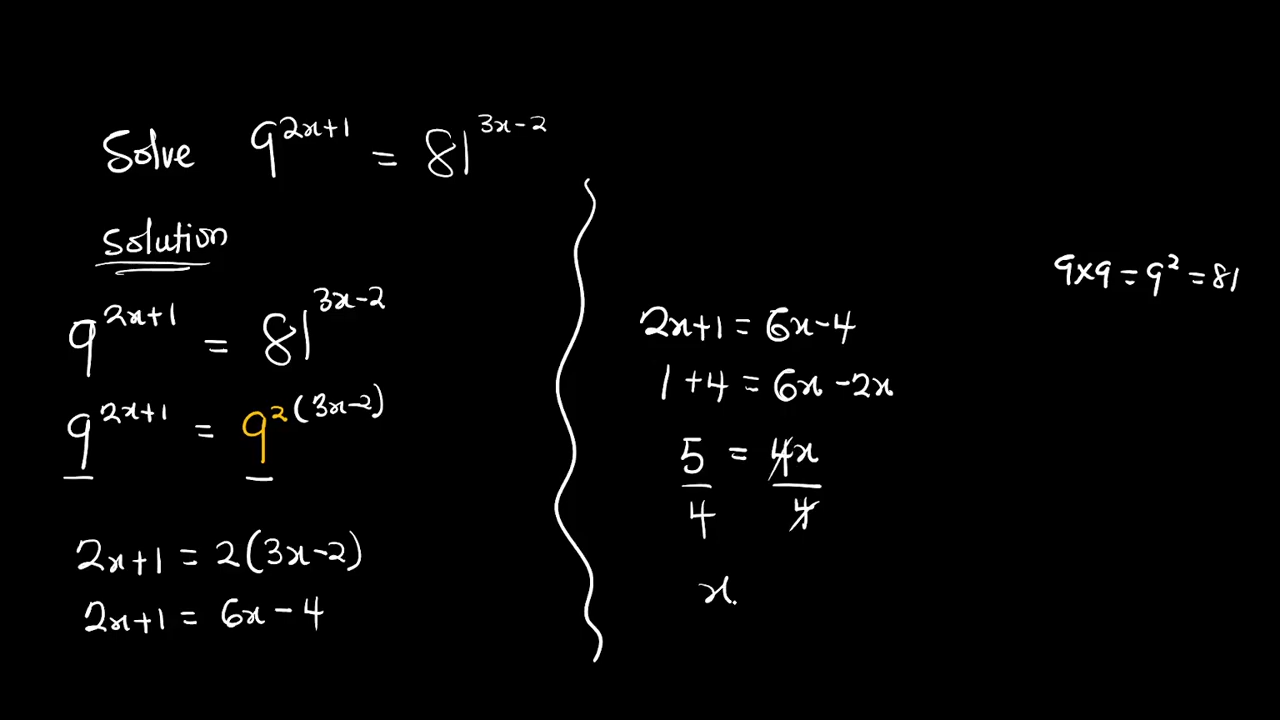 Solve 9^{2x+1} = 81^{3x-2}
Solution
9^{2x+1} = 81^{3x-2}
9^{2x+1} = 9^{2(3x-2)}
2x+1 = 2(3x-2)
2x+1 = 6x-4
2x+1 = 6x-4
1+4 = 6x-2x
5/4 = 4x/4
x
9x9 = 9² = 81